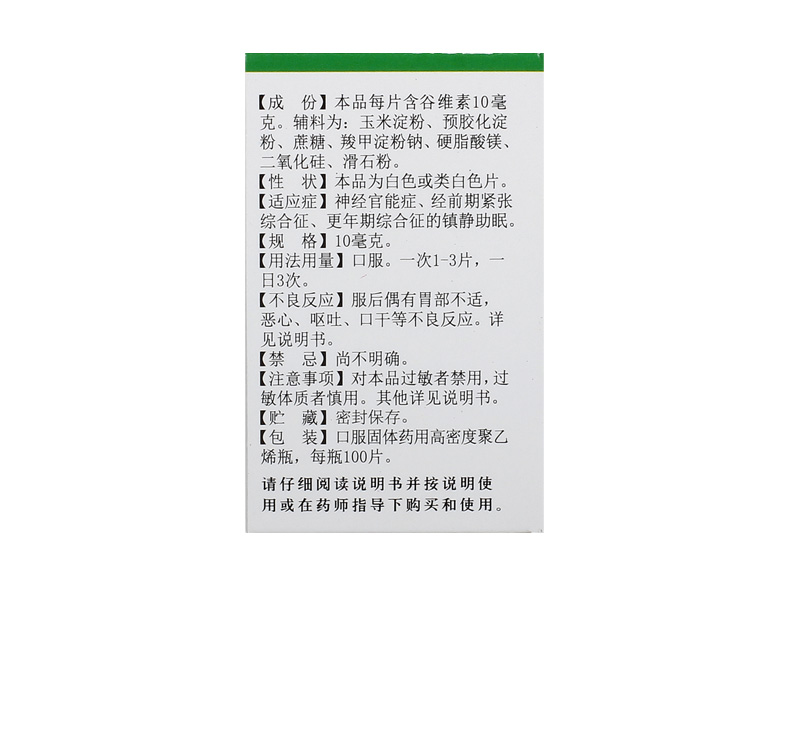 【成　份】本品每片含谷维素10毫
克。辅料为：玉米淀粉、预胶化淀
粉、蔗糖、羧甲淀粉钠、硬脂酸镁、
二氧化硅、滑石粉。
【性　状】本品为白色或类白色片。
【适应症】神经官能症、经前期紧张
综合征、更年期综合征的镇静助眠。
【规　格】10毫克。
【用法用量】口服。一次1-3片，一
日3次。
【不良反应】服后偶有胃部不适，
恶心、呕吐、口干等不良反应。详
见说明书。
【禁　忌】尚不明确。
【注意事项】对本品过敏者禁用，过
敏体质者慎用。其他详见说明书。
【贮　藏】密封保存。
【包　装】口服固体药用高密度聚乙
烯瓶，每瓶100片。
请仔细阅读说明书并按说明使
用或在药师指导下购买和使用。